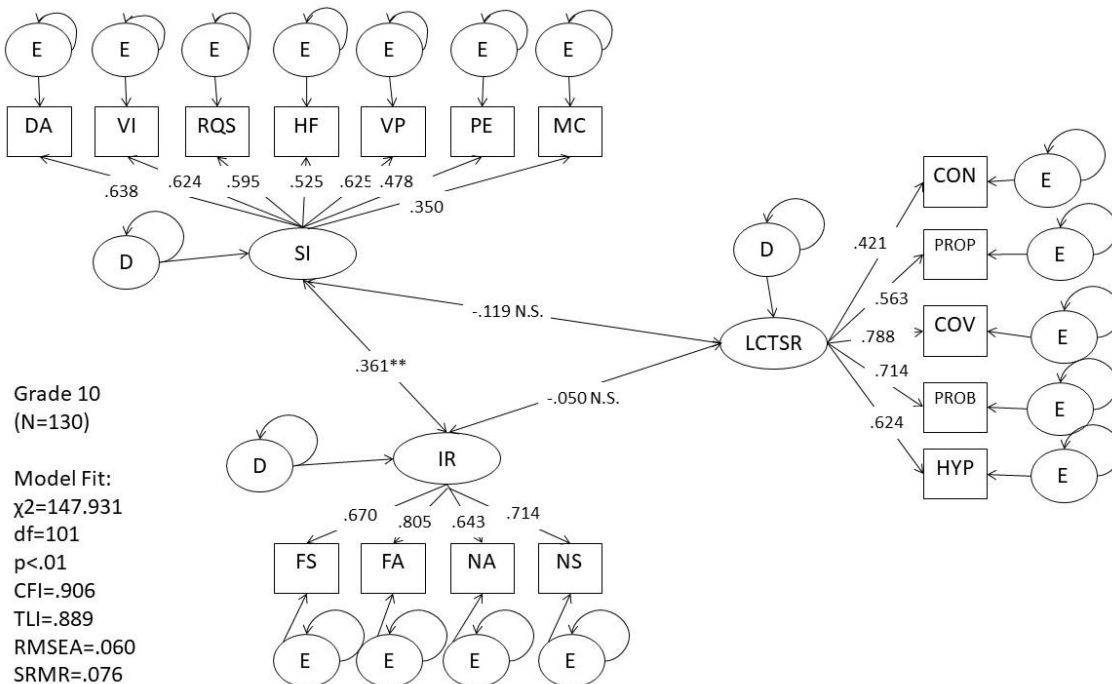 E E E E E E E
DA VI RQS HF VP PE MC
.638 .624 .595 .525 .625 .478 .350
D SI
CON E
.421
D
PROP E
.563
-.119 N.S.
LCTSR
.788 COV E
.361**
.714
-.050 N.S.
PROB E
.624
HYP E
D IR
.670 .805 .643 .714
FS FA NA NS
E E E E
Grade 10
(N=130)
Model Fit:
χ2=147.931
df=101
p<.01
CFI=.906
TLI=.889
RMSEA=.060
SRMR=.076